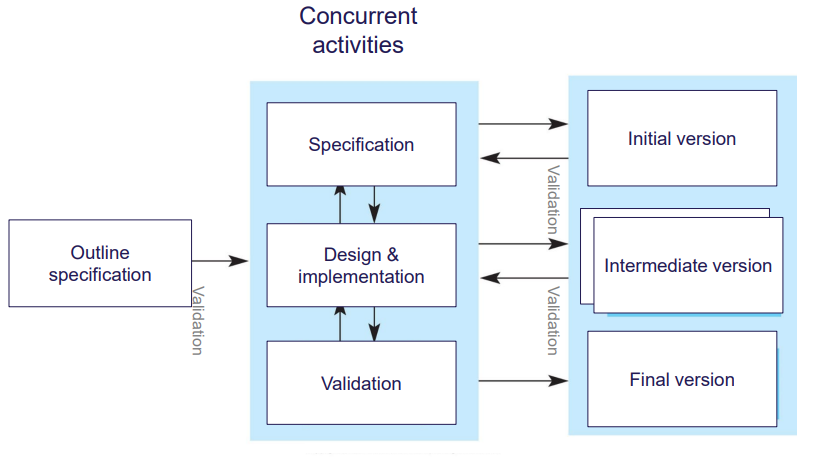 Concurrent
activities
Specification
Initial version
Validation
Outline
specification
Design &
implementation
Intermediate version
Validation
Validation
Validation
Final version